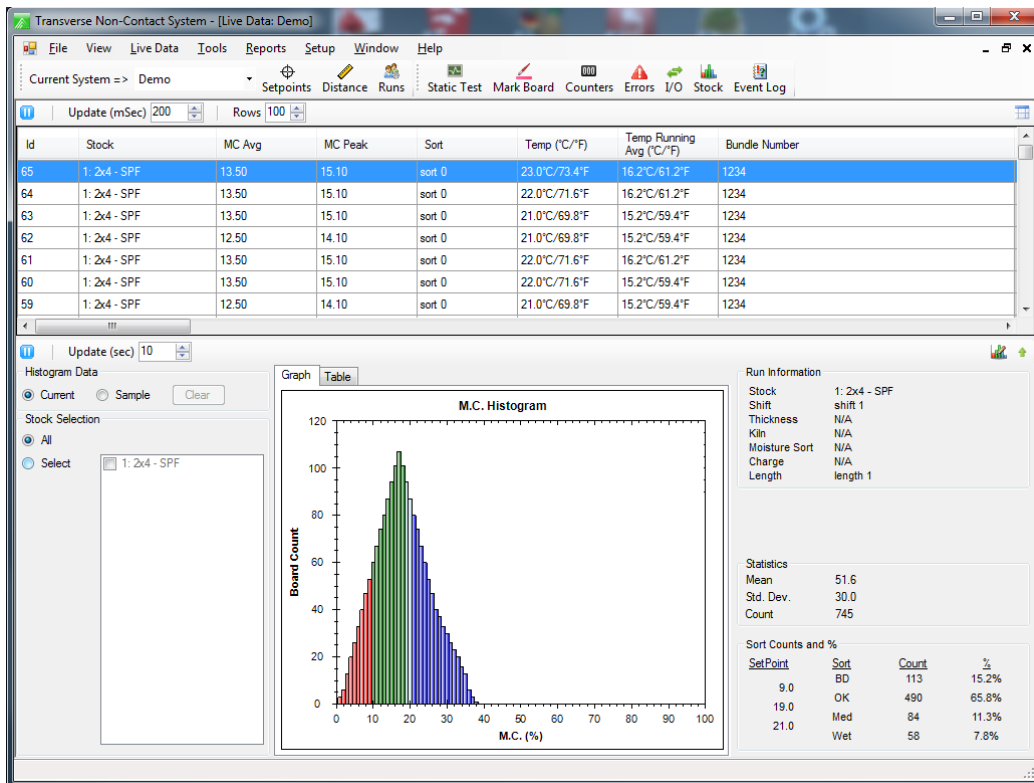 Transverse Non-Contact System - [Live Data: Demo]
File View Live Data Tools Reports Setup Window Help
Current System => Demo Setpoints Distance Runs Static Test Mark Board Counters Errors I/O Stock Event Log
Update (mSec) 200 Rows 100
Id Stock MC Avg MC Peak Sort Temp (°C/°F) Temp Running Avg (°C/°F) Bundle Number
65 1: 2x4 - SPF 13.50 15.10 sort 0 23.0°C/73.4°F 16.2°C/61.2°F 1234
64 1: 2x4 - SPF 13.50 15.10 sort 0 22.0°C/71.6°F 16.2°C/61.2°F 1234
63 1: 2x4 - SPF 13.50 15.10 sort 0 21.0°C/69.8°F 15.2°C/59.4°F 1234
62 1: 2x4 - SPF 12.50 14.10 sort 0 21.0°C/69.8°F 15.2°C/59.4°F 1234
61 1: 2x4 - SPF 13.50 15.10 sort 0 22.0°C/71.6°F 16.2°C/61.2°F 1234
60 1: 2x4 - SPF 13.50 15.10 sort 0 22.0°C/71.6°F 15.2°C/59.4°F 1234
59 1: 2x4 - SPF 12.50 14.10 sort 0 21.0°C/69.8°F 15.2°C/59.4°F 1234
Update (sec) 10
Histogram Data
Current Sample Clear
Stock Selection
All
Select 1: 2x4 - SPF
Graph Table
M.C. Histogram
120
100
80
60
40
20
0
Board Count
0 10 20 30 40 50 60 70 80 90 100
M.C. (%)
Run Information
Stock 1: 2x4 - SPF
Shift shift 1
Thickness N/A
Kiln N/A
Moisture Sort N/A
Charge N/A
Length length 1
Statistics
Mean 51.6
Std. Dev. 30.0
Count 745
Sort Counts and %
SetPoint Sort Count %
BD 113 15.2%
9.0
OK 490 65.8%
19.0
Med 84 11.3%
21.0
Wet 58 7.8%